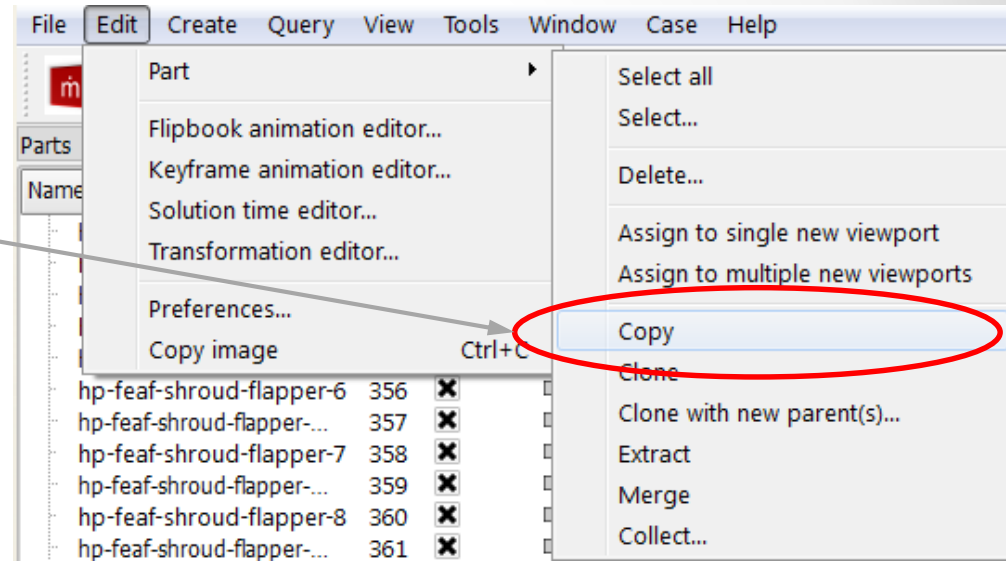 File Edit Create Query View Tools Window Case Help
ṁ
Part
Flipbook animation editor...
Keyframe animation editor...
Solution time editor...
Transformation editor...
Preferences...
Copy image Ctrl+C
Select all
Select...
Delete...
Assign to single new viewport
Assign to multiple new viewports
Copy
Clone
Clone with new parent(s)...
Extract
Merge
Collect...
Parts
Name
hp-feaf-shroud-flapper-6 356
hp-feaf-shroud-flapper-... 357
hp-feaf-shroud-flapper-7 358
hp-feaf-shroud-flapper-... 359
hp-feaf-shroud-flapper-8 360
hp-feaf-shroud-flapper-... 361